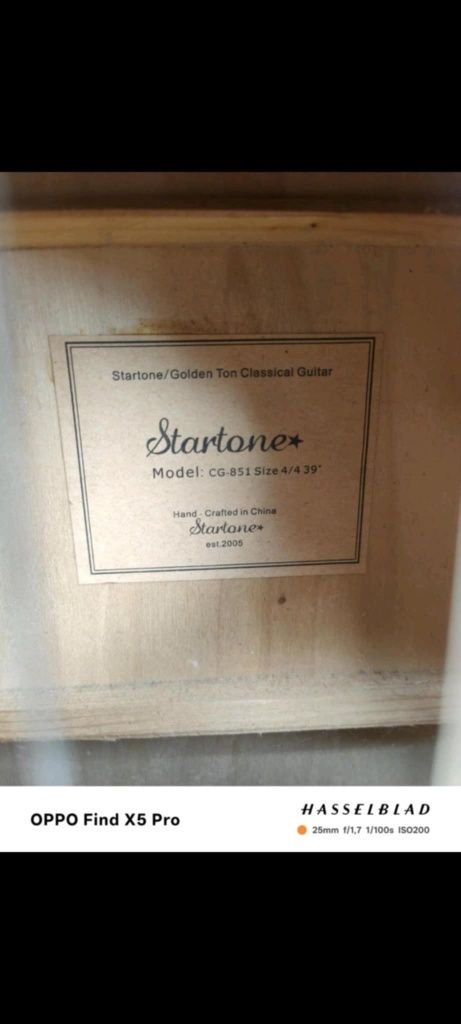 Startone/Golden Ton Classical Guitar
Startone
Model: CG-851 Size 4/4 39"
Hand - Crafted in China
Startone
est.2005
OPPO Find X5 Pro
HASSELBLAD
25mm f/1,7 1/100s ISO200